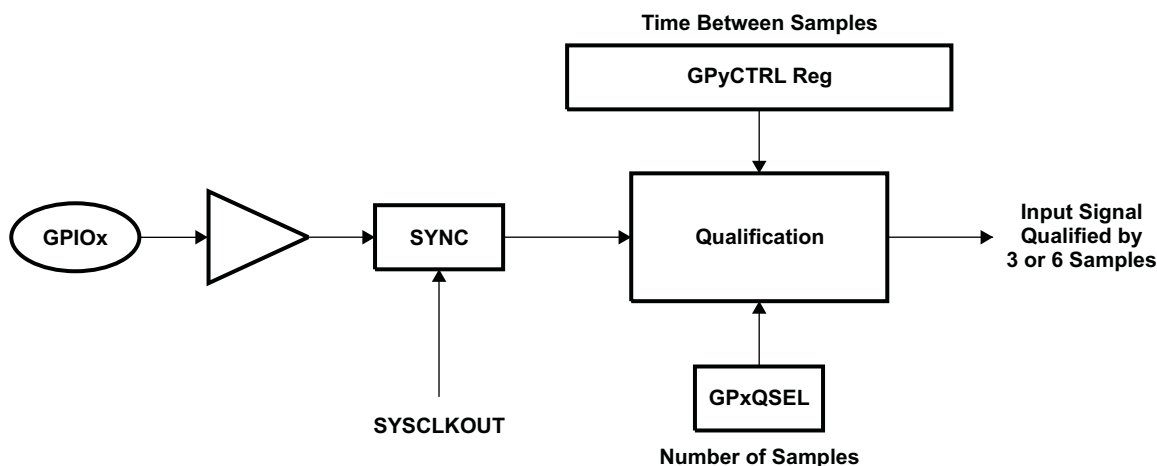 Time Between Samples
GPyCTRL Reg
GPIOx
SYNC
Qualification
Input Signal
Qualified by
3 or 6 Samples
GPxQSEL
SYSCLKOUT
Number of Samples